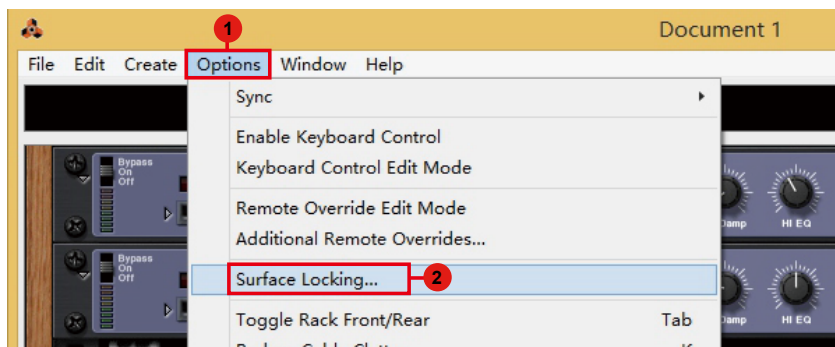 1
Document 1
File Edit Create Options Window Help
Sync
Enable Keyboard Control
Keyboard Control Edit Mode
Remote Override Edit Mode
Additional Remote Overrides...
Surface Locking... 2
Toggle Rack Front/Rear Tab
Bypass
On
Off
Damp HI EQ
Bypass
On
Off
Damp HI EQ